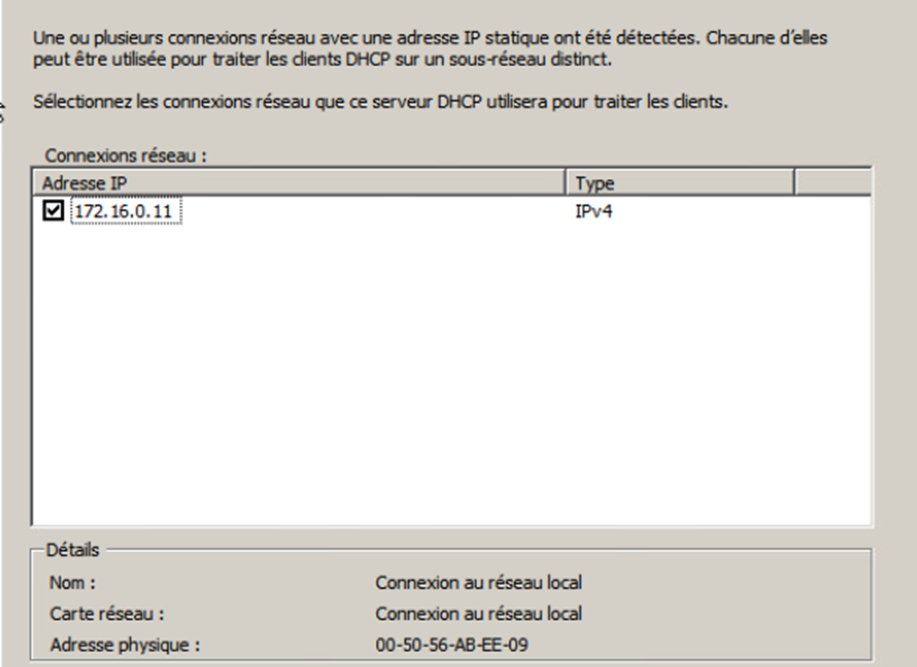 Une ou plusieurs connexions réseau avec une adresse IP statique ont été détectées. Chacune d'elles
peut être utilisée pour traiter les clients DHCP sur un sous-réseau distinct.
Sélectionnez les connexions réseau que ce serveur DHCP utilisera pour traiter les clients.
Connexions réseau :
Adresse IP Type
172.16.0.11 IPv4
Détails
Nom : Connexion au réseau local
Carte réseau : Connexion au réseau local
Adresse physique : 00-50-56-AB-EE-09